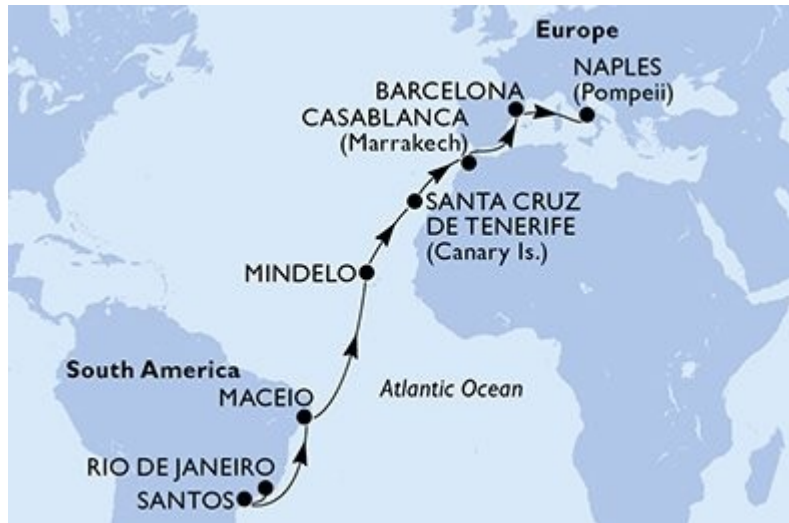 Europe
NAPLES
(Pompeii)
BARCELONA
CASABLANCA
(Marrakech)
SANTA CRUZ
DE TENERIFE
(Canary Is.)
MINDELO
South America
MACEIO
Atlantic Ocean
RIO DE JANEIRO
SANTOS